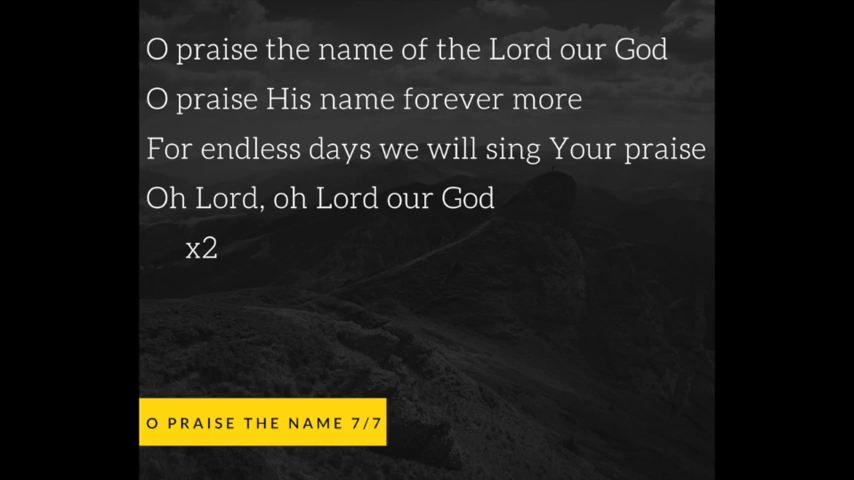 O praise the name of the Lord our God
O praise His name forever more
For endless days we will sing Your praise
Oh Lord, oh Lord our God
x2
O PRAISE THE NAME 7/7